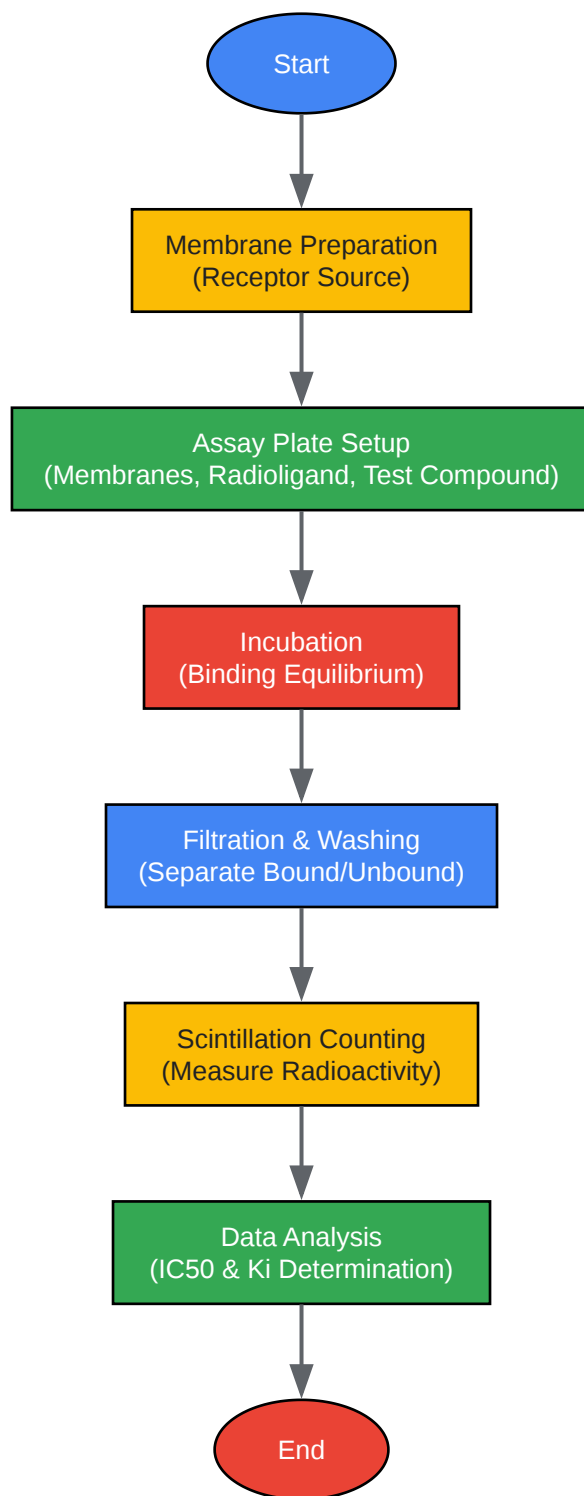 Start
Membrane Preparation
(Receptor Source)
Assay Plate Setup
(Membranes, Radioligand, Test Compound)
Incubation
(Binding Equilibrium)
Filtration & Washing
(Separate Bound/Unbound)
Scintillation Counting
(Measure Radioactivity)
Data Analysis
(IC50 & Ki Determination)
End